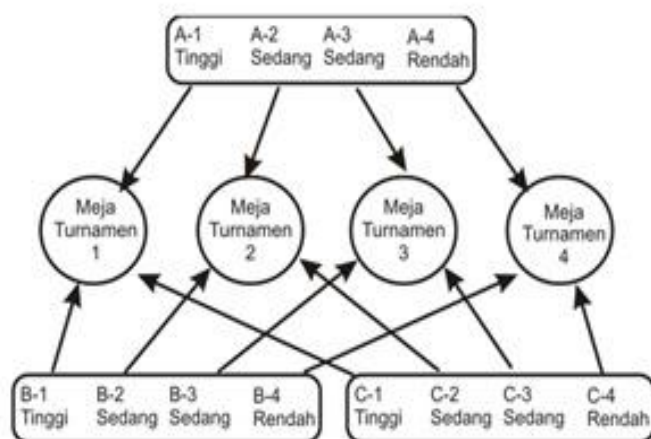 A-1 A-2 A-3 A-4
Tinggi Sedang Sedang Rendah
Meja Turnamen 1
Meja Turnamen 2
Meja Turnamen 3
Meja Turnamen 4
B-1 B-2 B-3 B-4
Tinggi Sedang Sedang Rendah
C-1 C-2 C-3 C-4
Tinggi Sedang Sedang Rendah